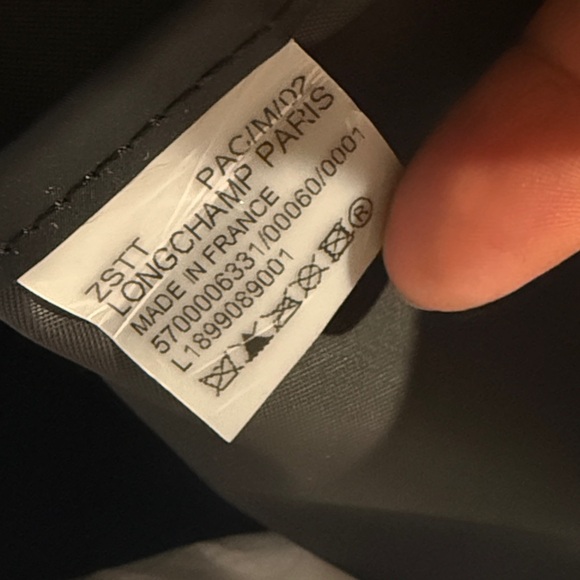 ZSTT PAC/M/02
LONGCHAMP PARIS
MADE IN FRANCE
5700006331/00060/0001
L1899089001
®